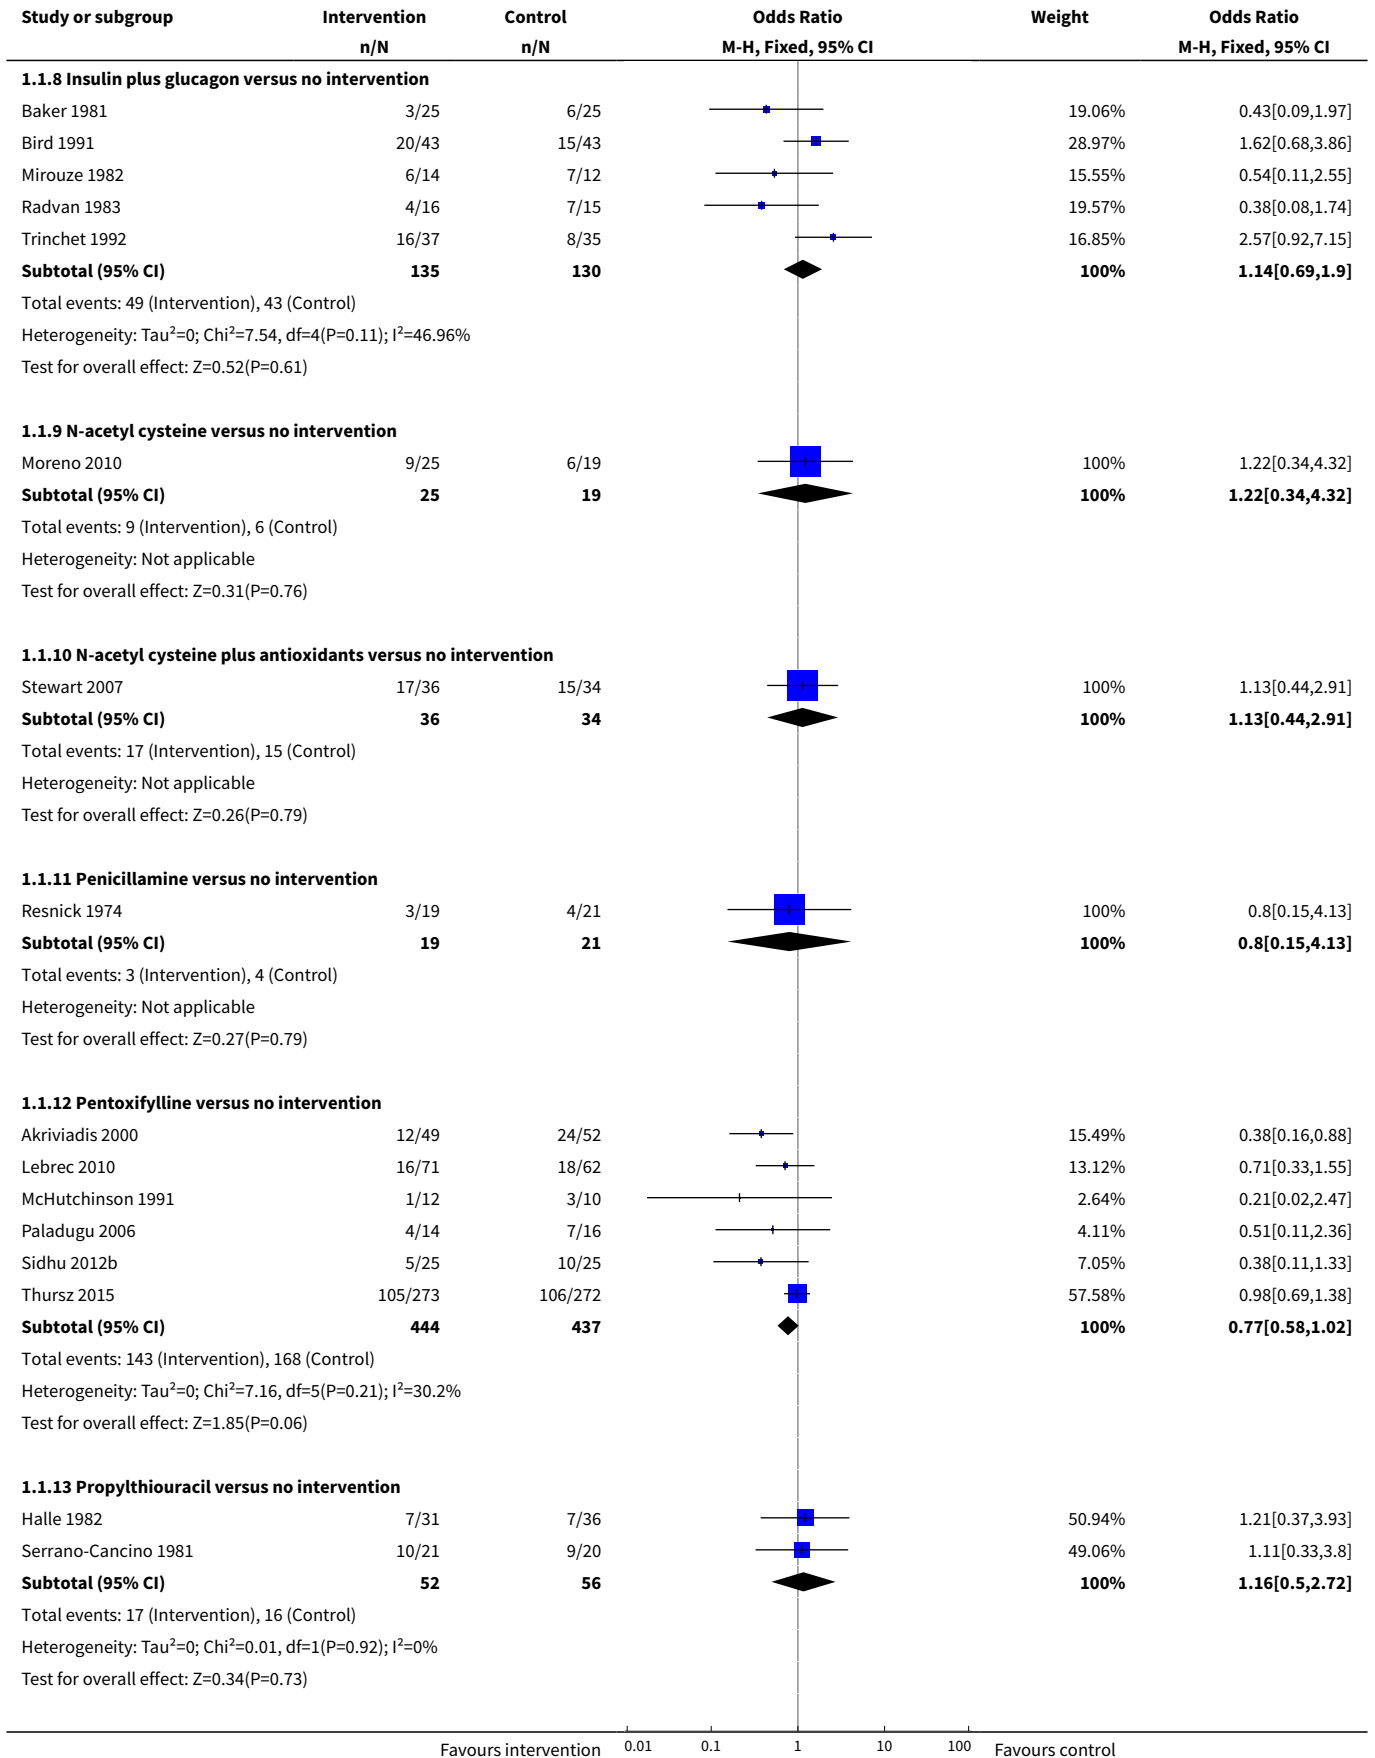 Study or subgroup Intervention Control Odds Ratio Weight Odds Ratio
n/N n/N M-H, Fixed, 95% CI M-H, Fixed, 95% CI
1.1.8 Insulin plus glucagon versus no intervention
Baker 1981 3/25 6/25 19.06% 0.43[0.09,1.97]
Bird 1991 20/43 15/43 28.97% 1.62[0.68,3.86]
Mirouze 1982 6/14 7/12 15.55% 0.54[0.11,2.55]
Radvan 1983 4/16 7/15 19.57% 0.38[0.08,1.74]
Trinchet 1992 16/37 8/35 16.85% 2.57[0.92,7.15]
Subtotal (95% CI) 135 130 100% 1.14[0.69,1.9]
Total events: 49 (Intervention), 43 (Control)
Heterogeneity: Tau²=0; Chi²=7.54, df=4(P=0.11); I²=46.96%
Test for overall effect: Z=0.52(P=0.61)
1.1.9 N-acetyl cysteine versus no intervention
Moreno 2010 9/25 6/19 100% 1.22[0.34,4.32]
Subtotal (95% CI) 25 19 100% 1.22[0.34,4.32]
Total events: 9 (Intervention), 6 (Control)
Heterogeneity: Not applicable
Test for overall effect: Z=0.31(P=0.76)
1.1.10 N-acetyl cysteine plus antioxidants versus no intervention
Stewart 2007 17/36 15/34 100% 1.13[0.44,2.91]
Subtotal (95% CI) 36 34 100% 1.13[0.44,2.91]
Total events: 17 (Intervention), 15 (Control)
Heterogeneity: Not applicable
Test for overall effect: Z=0.26(P=0.79)
1.1.11 Penicillamine versus no intervention
Resnick 1974 3/19 4/21 100% 0.8[0.15,4.13]
Subtotal (95% CI) 19 21 100% 0.8[0.15,4.13]
Total events: 3 (Intervention), 4 (Control)
Heterogeneity: Not applicable
Test for overall effect: Z=0.27(P=0.79)
1.1.12 Pentoxifylline versus no intervention
Akriviadis 2000 12/49 24/52 15.49% 0.38[0.16,0.88]
Lebrec 2010 16/71 18/62 13.12% 0.71[0.33,1.55]
McHutchinson 1991 1/12 3/10 2.64% 0.21[0.02,2.47]
Paladugu 2006 4/14 7/16 4.11% 0.51[0.11,2.36]
Sidhu 2012b 5/25 10/25 7.05% 0.38[0.11,1.33]
Thursz 2015 105/273 106/272 57.58% 0.98[0.69,1.38]
Subtotal (95% CI) 444 437 100% 0.77[0.58,1.02]
Total events: 143 (Intervention), 168 (Control)
Heterogeneity: Tau²=0; Chi²=7.16, df=5(P=0.21); I²=30.2%
Test for overall effect: Z=1.85(P=0.06)
1.1.13 Propylthiouracil versus no intervention
Halle 1982 7/31 7/36 50.94% 1.21[0.37,3.93]
Serrano-Cancino 1981 10/21 9/20 49.06% 1.11[0.33,3.8]
Subtotal (95% CI) 52 56 100% 1.16[0.5,2.72]
Total events: 17 (Intervention), 16 (Control)
Heterogeneity: Tau²=0; Chi²=0.01, df=1(P=0.92); I²=0%
Test for overall effect: Z=0.34(P=0.73)
Favours intervention 0.01 0.1 1 10 100 Favours control